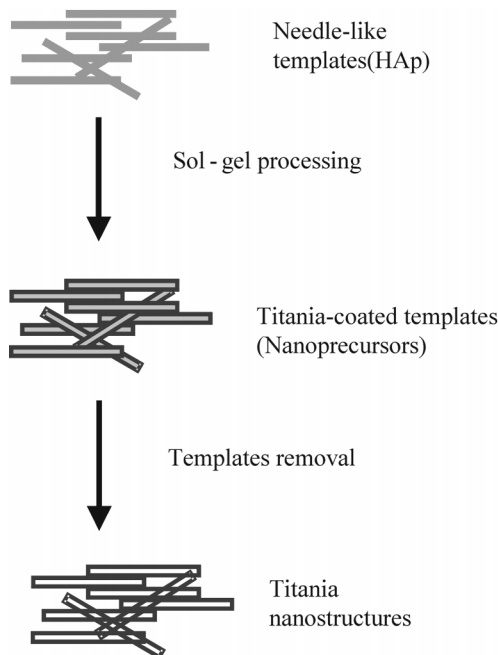 Needle-like
templates(HAp)
Sol - gel processing
Titania-coated templates
(Nanoprecursors)
Templates removal
Titania
nanostructures